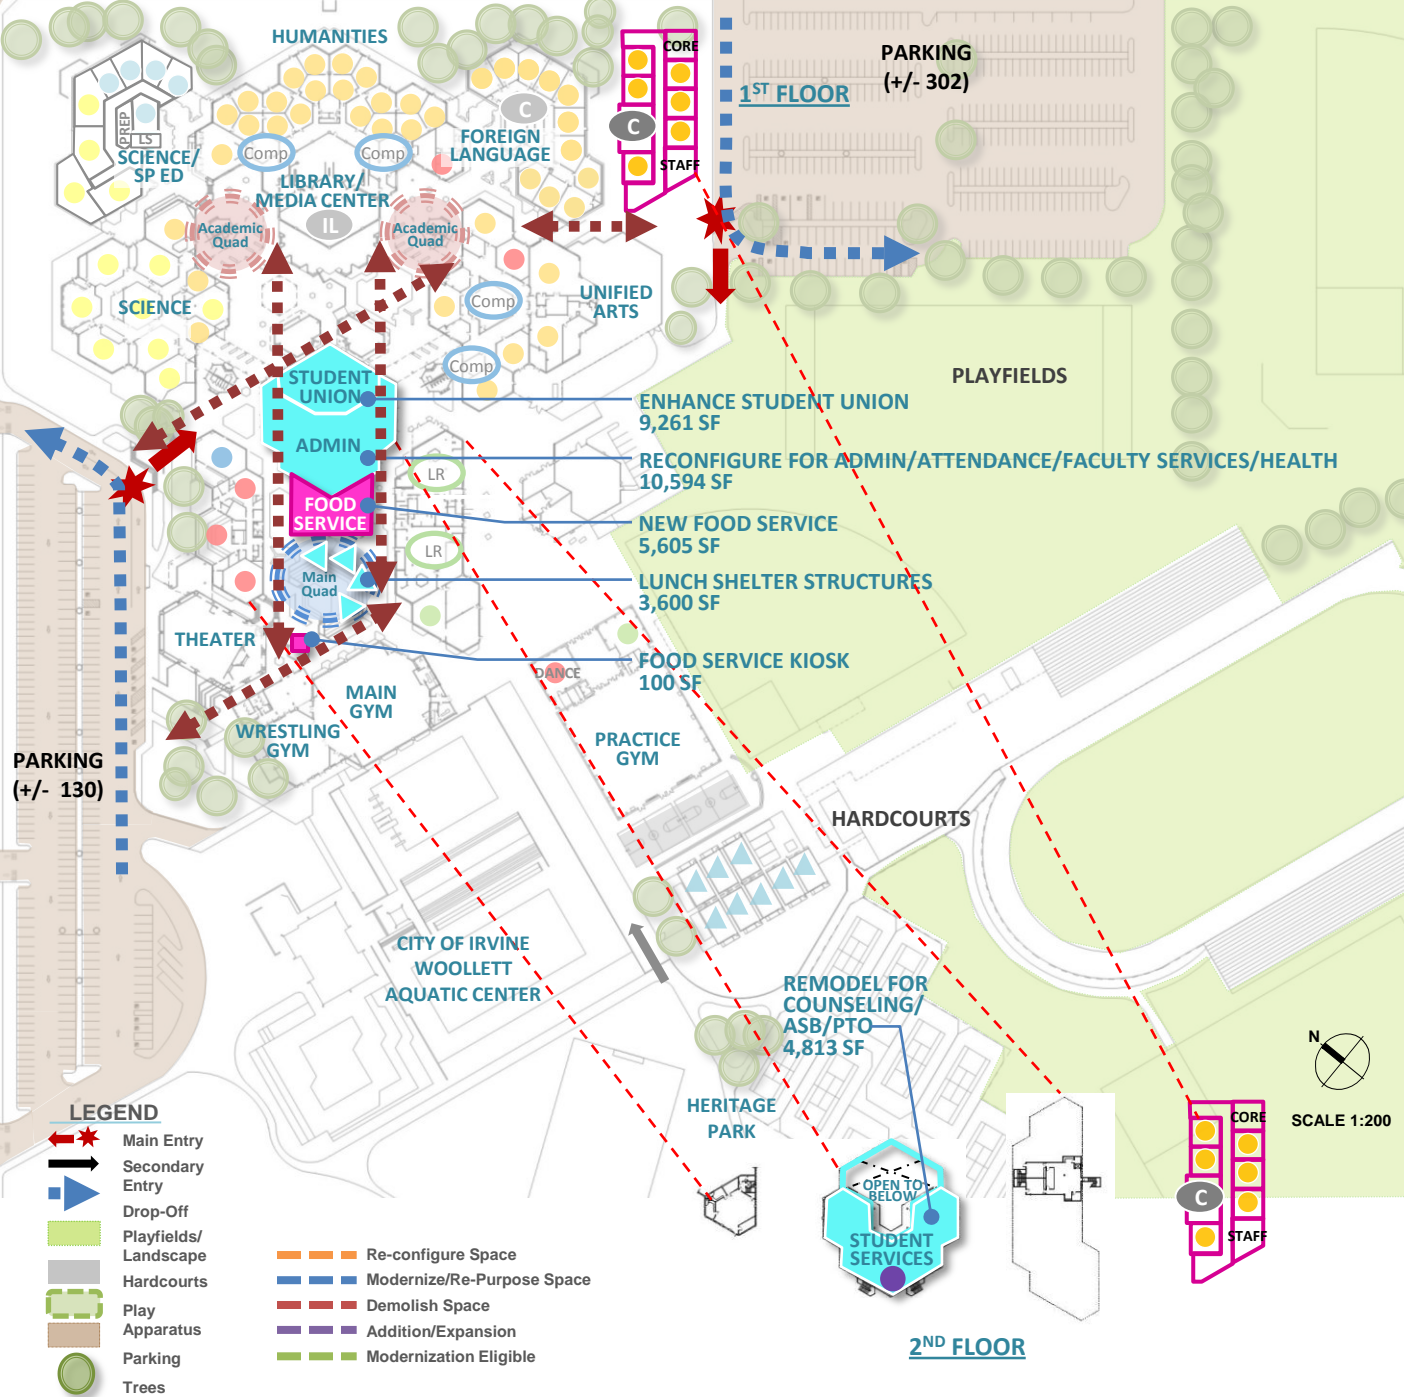 HUMANITIES
CORE
PARKING
(+/- 302)
1ST FLOOR
C
C
PREP
LS
SCIENCE/
SP ED
Comp
Comp
FOREIGN
LANGUAGE
STAFF
LIBRARY/
MEDIA CENTER
IL
Academic
Quad
Academic
Quad
SCIENCE
Comp
UNIFIED
ARTS
Comp
PLAYFIELDS
STUDENT
UNION
ADMIN
FOOD
SERVICE
LR
LR
Main
Quad
ENHANCE STUDENT UNION
9,261 SF
RECONFIGURE FOR ADMIN/ATTENDANCE/FACULTY SERVICES/HEALTH
10,594 SF
NEW FOOD SERVICE
5,605 SF
LUNCH SHELTER STRUCTURES
3,600 SF
FOOD SERVICE KIOSK
100 SF
THEATER
DANCE
MAIN
GYM
WRESTLING
GYM
PRACTICE
GYM
PARKING
(+/- 130)
HARDCOURTS
CITY OF IRVINE
WOOLLETT
AQUATIC CENTER
REMODEL FOR
COUNSELING/
ASB/PTO
4,813 SF
HERITAGE
PARK
N
SCALE 1:200
OPEN TO
BELOW
STUDENT
SERVICES
2ND FLOOR
CORE
C
STAFF
LEGEND
Main Entry
Secondary
Entry
Drop-Off
Playfields/
Landscape
Hardcourts
Play
Apparatus
Parking
Trees
Re-configure Space
Modernize/Re-Purpose Space
Demolish Space
Addition/Expansion
Modernization Eligible